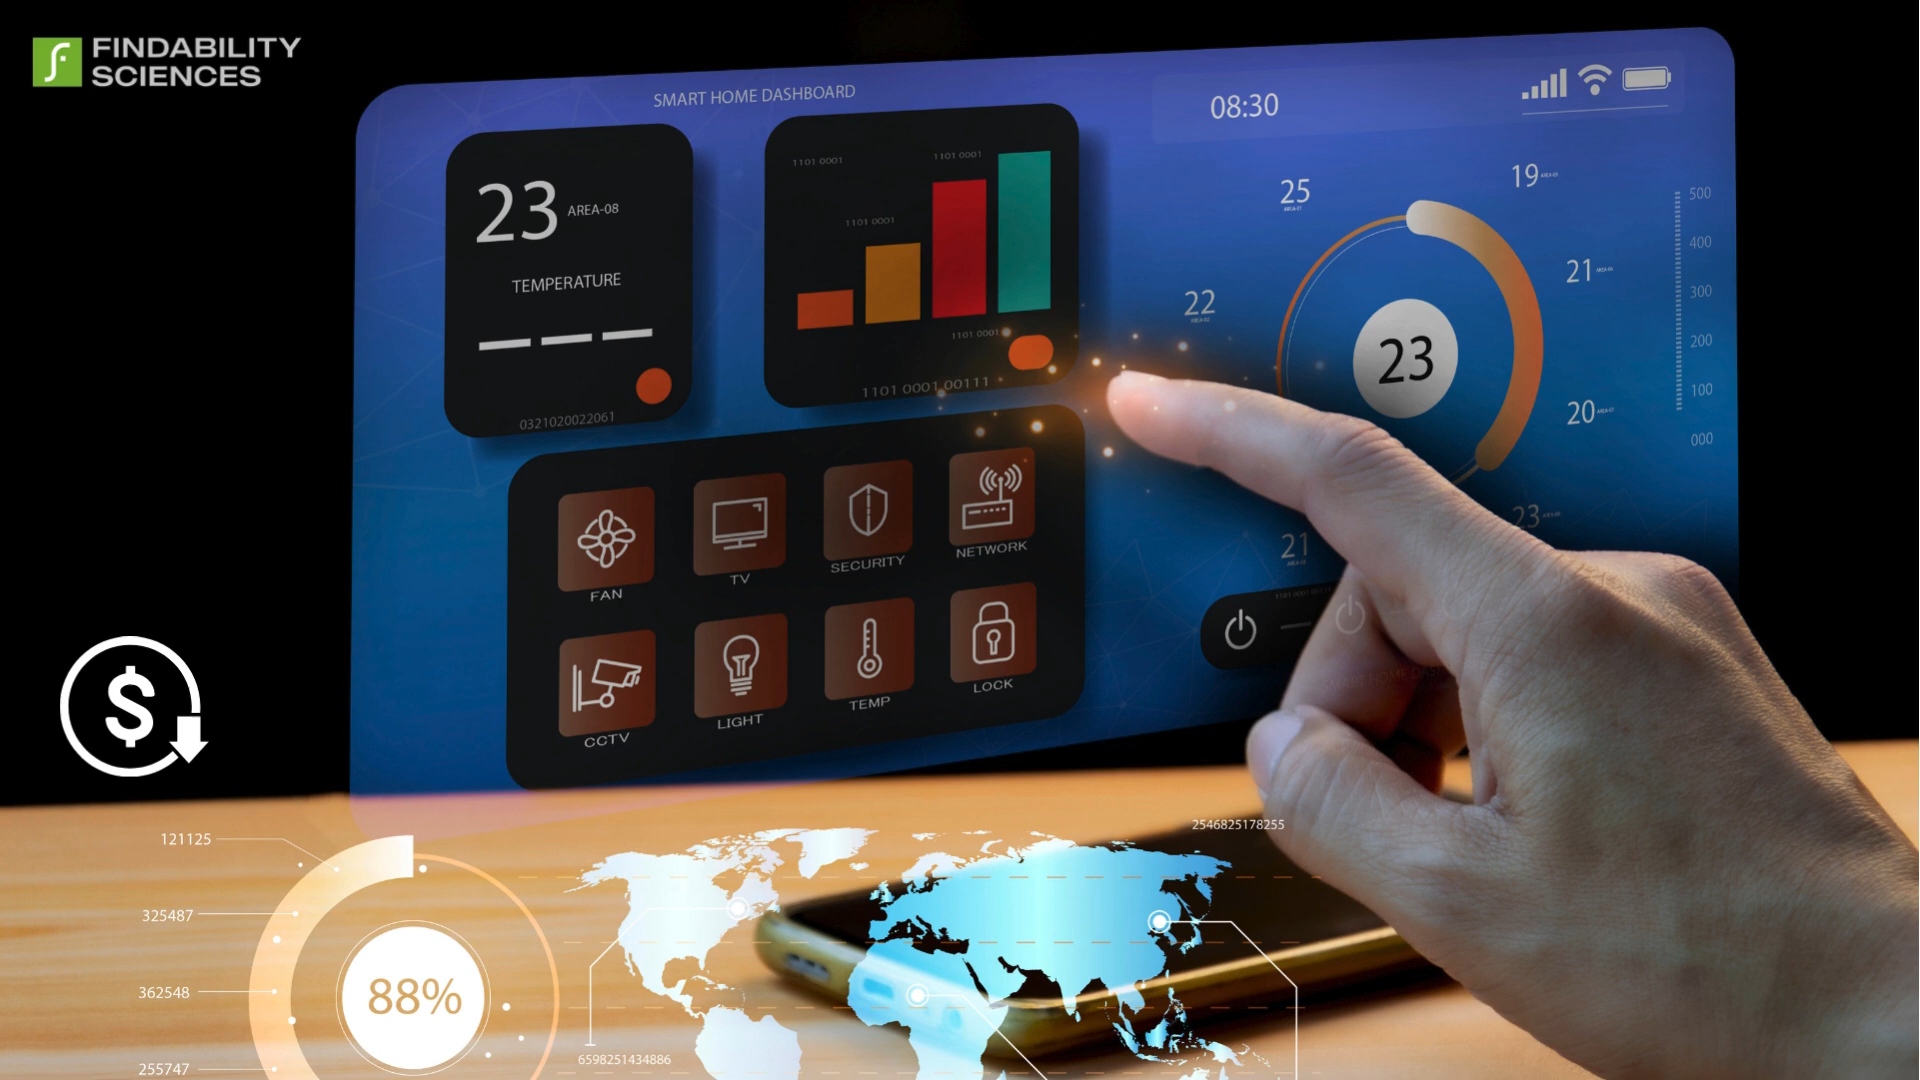 FINDABILITY
SCIENCES
SMART HOME DASHBOARD
08:30
23 AREA-08
TEMPERATURE
0321020022061
1101 0001
1101 0001
1101 0001
1101 0001
1101 0001 00111
25
19
22
21
23
20
21
23
500
400
300
200
100
000
FAN
TV
SECURITY
NETWORK
CCTV
LIGHT
TEMP
LOCK
121125
325487
362548
255747
88%
2546825178255
6598251434886